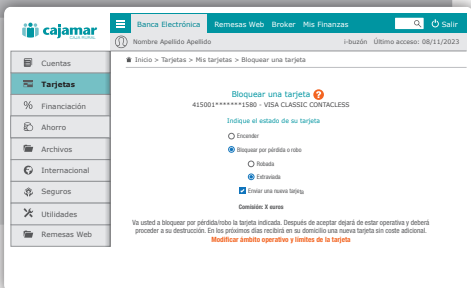 cajamar
CAJA RURAL
Banca Electrónica Remesas Web Broker Mis Finanzas Salir
Nombre Apellido Apellido i-buzón Último acceso: 08/11/2023
Inicio > Tarjetas > Mis tarjetas > Bloquear una tarjeta
Cuentas
Tarjetas
Financiación
Ahorro
Archivos
Internacional
Seguros
Utilidades
Remesas Web
Bloquear una tarjeta ?
415001*******1580 - VISA CLASSIC CONTACLESS
Indique el estado de su tarjeta
Encender
Bloquear por pérdida o robo
Robada
Extraviada
Enviar una nueva tarjeta
Comisión: X euros
Va usted a bloquear por pérdida/robo la tarjeta indicada. Después de aceptar dejará de estar operativa y deberá
proceder a su destrucción. En los próximos días recibirá en su domicilio una nueva tarjeta sin coste adicional.
Modificar ámbito operativo y límites de la tarjeta